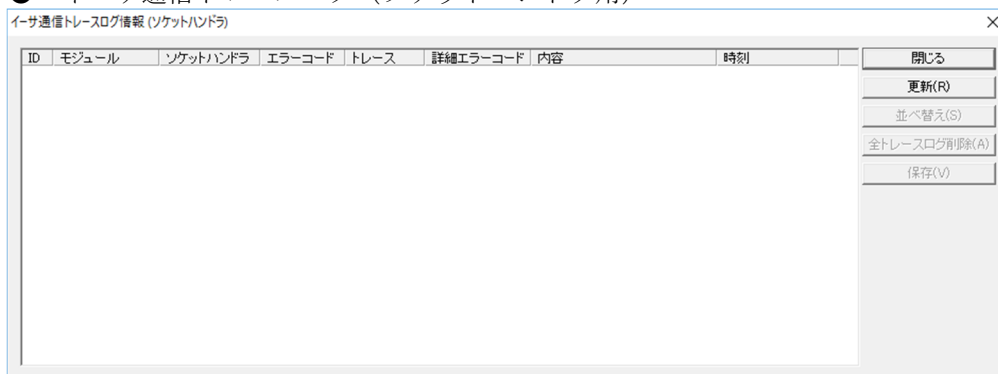 イーサ通信トレースログ情報 (ソケットハンドラ)
ID モジュール ソケットハンドラ エラーコード トレース 詳細エラーコード 内容 時刻
閉じる
更新(R)
並べ替え(S)
全トレースログ削除(A)
保存(V)